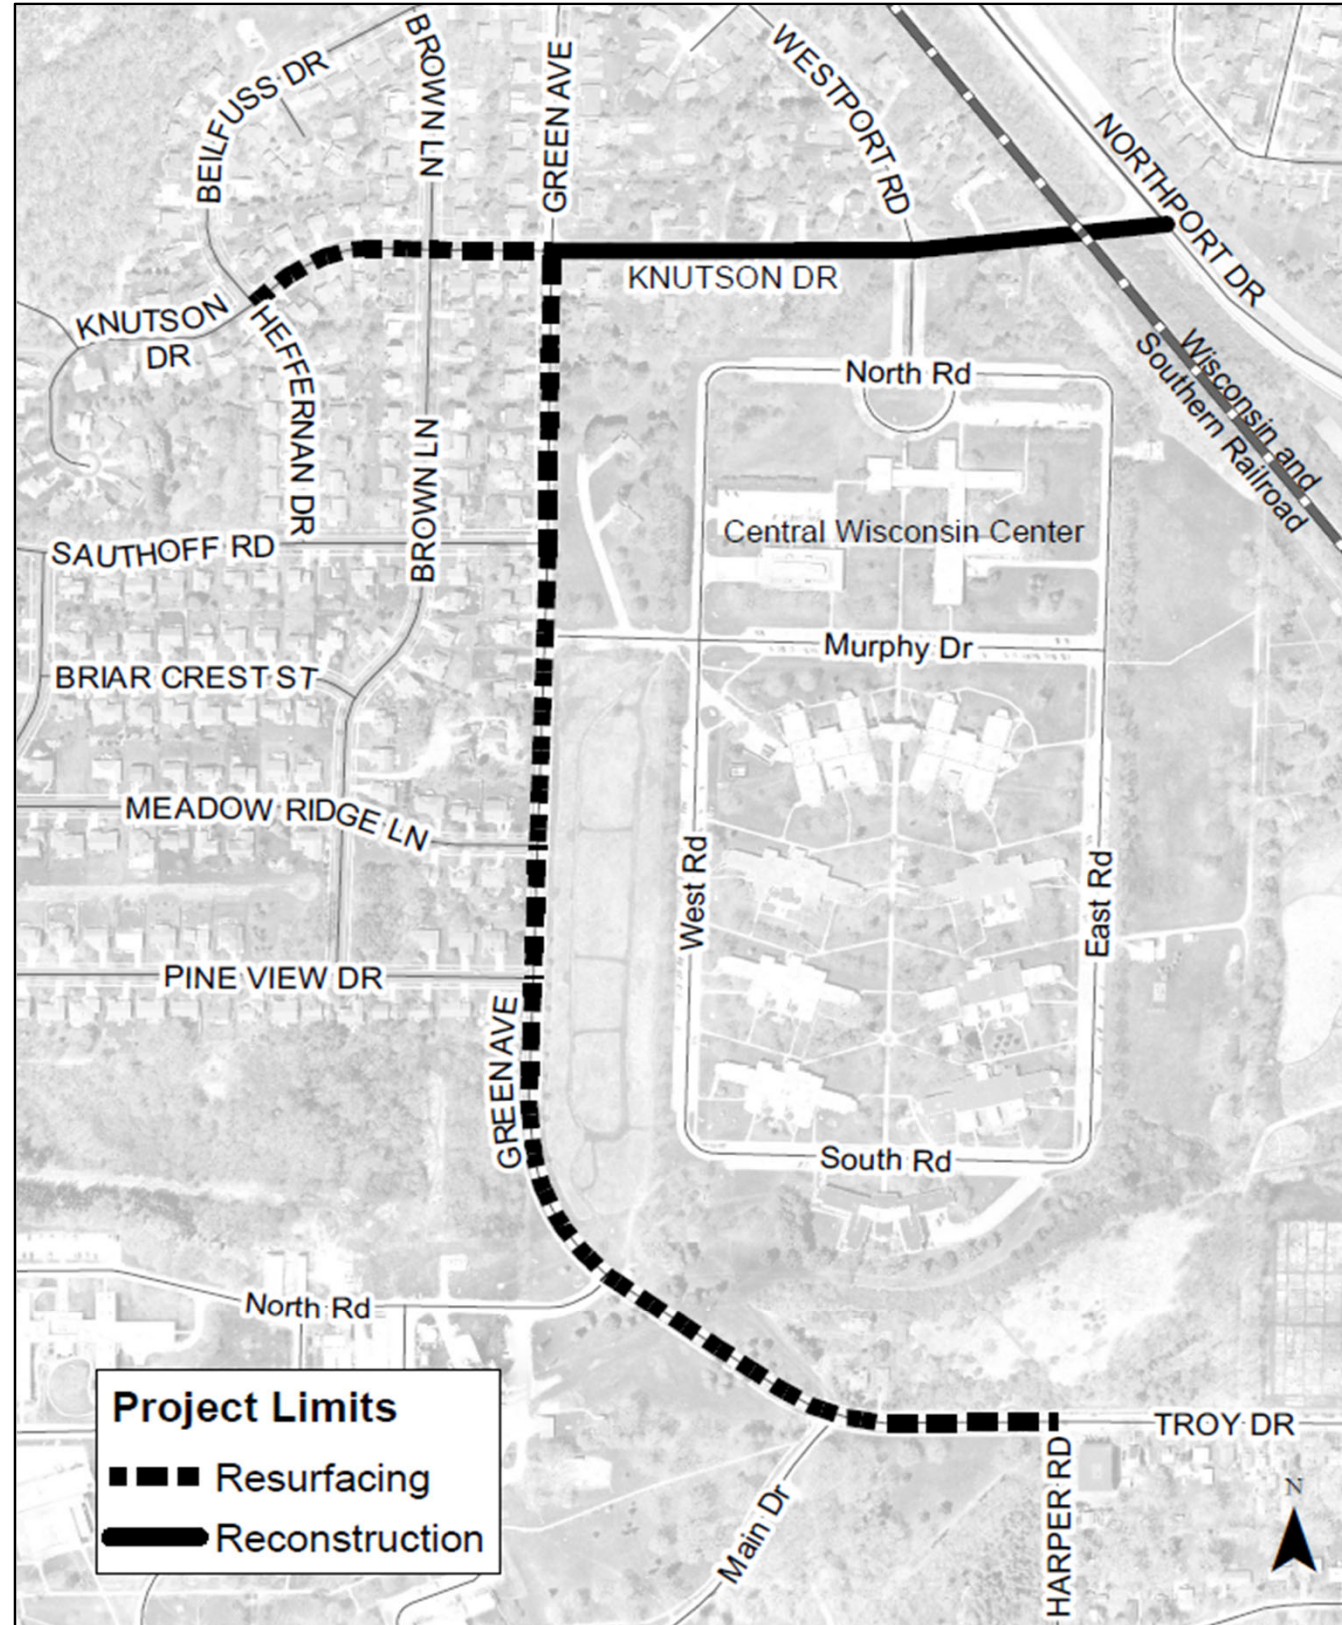 BROWN LN
BEILFUSS DR
GREEN AVE
WESTPORT RD
NORTHPORT DR
KNUTSON DR
KNUTSON
DR
HEFFERNAN DR
North Rd
Wisconsin and
Southern Railroad
BROWN LN
Central Wisconsin Center
SAUTHOFF RD
Murphy Dr
BRIAR CREST ST
MEADOW RIDGE LN
West Rd
East Rd
PINE VIEW DR
GREEN AVE
South Rd
North Rd
Project Limits
Resurfacing
Reconstruction
TROY DR
Main Dr
HARPER RD
N